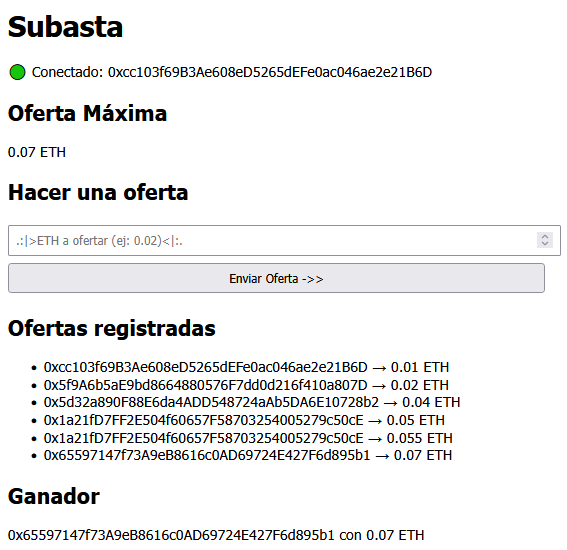 Subasta
Conectado: 0xcc103f69B3Ae608eD5265dEFe0ac046ae2e21B6D
Oferta Máxima
0.07 ETH
Hacer una oferta
.:|>ETH a ofertar (ej: 0.02)<|:.
Enviar Oferta ->>
Ofertas registradas
• 0xcc103f69B3Ae608eD5265dEFe0ac046ae2e21B6D → 0.01 ETH
• 0x5f9A6b5aE9bd8664880576F7dd0d216f410a807D → 0.02 ETH
• 0x5d32a890F88E6da4ADD548724aAb5DA6E10728b2 → 0.04 ETH
• 0x1a21fD7FF2E504f60657F58703254005279c50cE → 0.05 ETH
• 0x1a21fD7FF2E504f60657F58703254005279c50cE → 0.055 ETH
• 0x65597147f73A9eB8616c0AD69724E427F6d895b1 → 0.07 ETH
Ganador
0x65597147f73A9eB8616c0AD69724E427F6d895b1 con 0.07 ETH